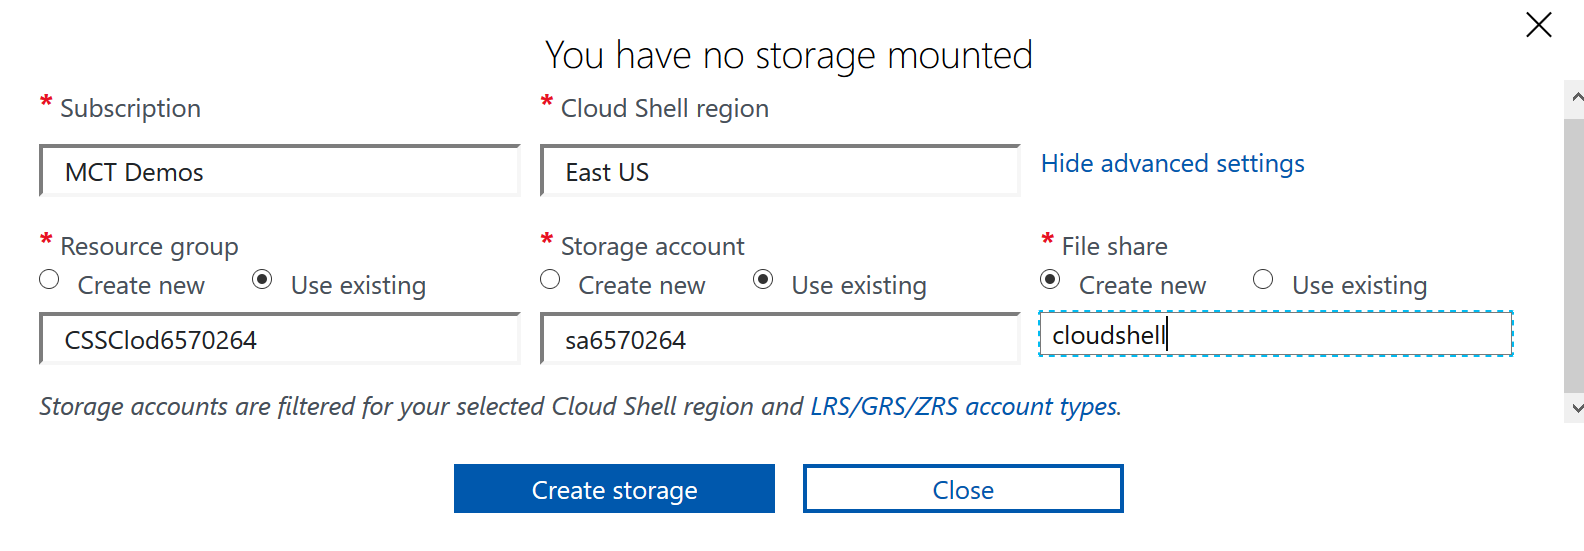 You have no storage mounted
* Subscription
* Cloud Shell region
MCT Demos
East US
Hide advanced settings
* Resource group
* Storage account
* File share
Create new Use existing
Create new Use existing
Create new Use existing
CSSClod6570264
sa6570264
cloudshell
Storage accounts are filtered for your selected Cloud Shell region and LRS/GRS/ZRS account types.
Create storage
Close